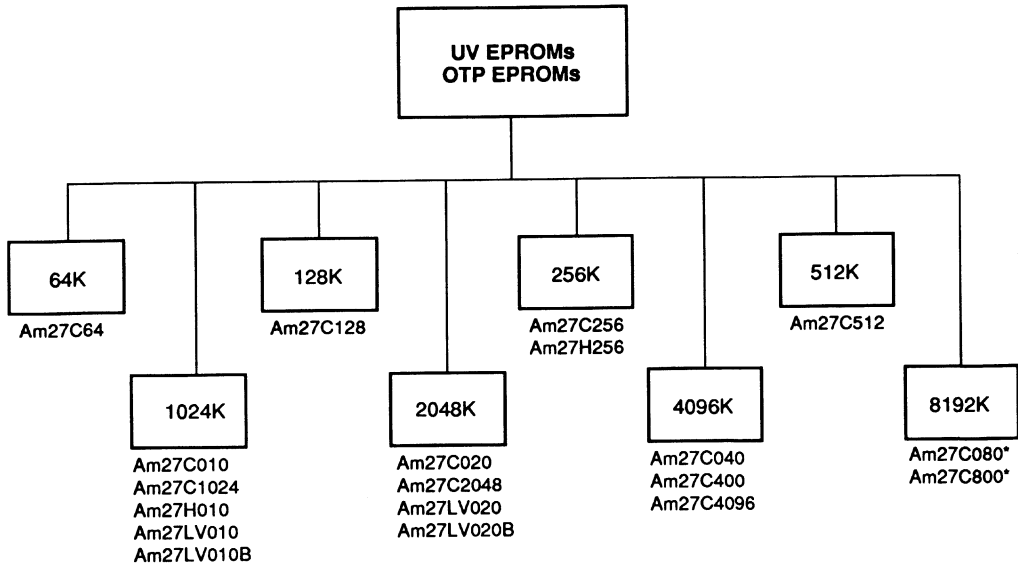 UV EPROMs
OTP EPROMs
64K
Am27C64
128K
Am27C128
256K
Am27C256
Am27H256
512K
Am27C512
1024K
Am27C010
Am27C1024
Am27H010
Am27LV010
Am27LV010B
2048K
Am27C020
Am27C2048
Am27LV020
Am27LV020B
4096K
Am27C040
Am27C400
Am27C4096
8192K
Am27C080*
Am27C800*